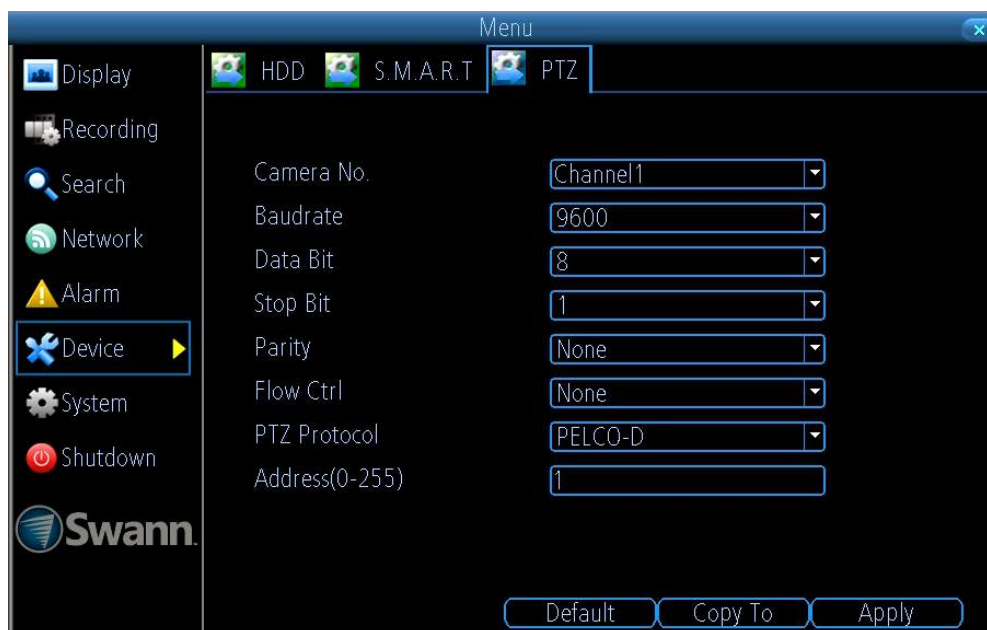 Menu
Display
Recording
Search
Network
Alarm
Device
System
Shutdown
Swann.
HDD S.M.A.R.T PTZ
Camera No. Channel1
Baudrate 9600
Data Bit 8
Stop Bit 1
Parity None
Flow Ctrl None
PTZ Protocol PELCO-D
Address(0-255) 1
Default Copy To Apply